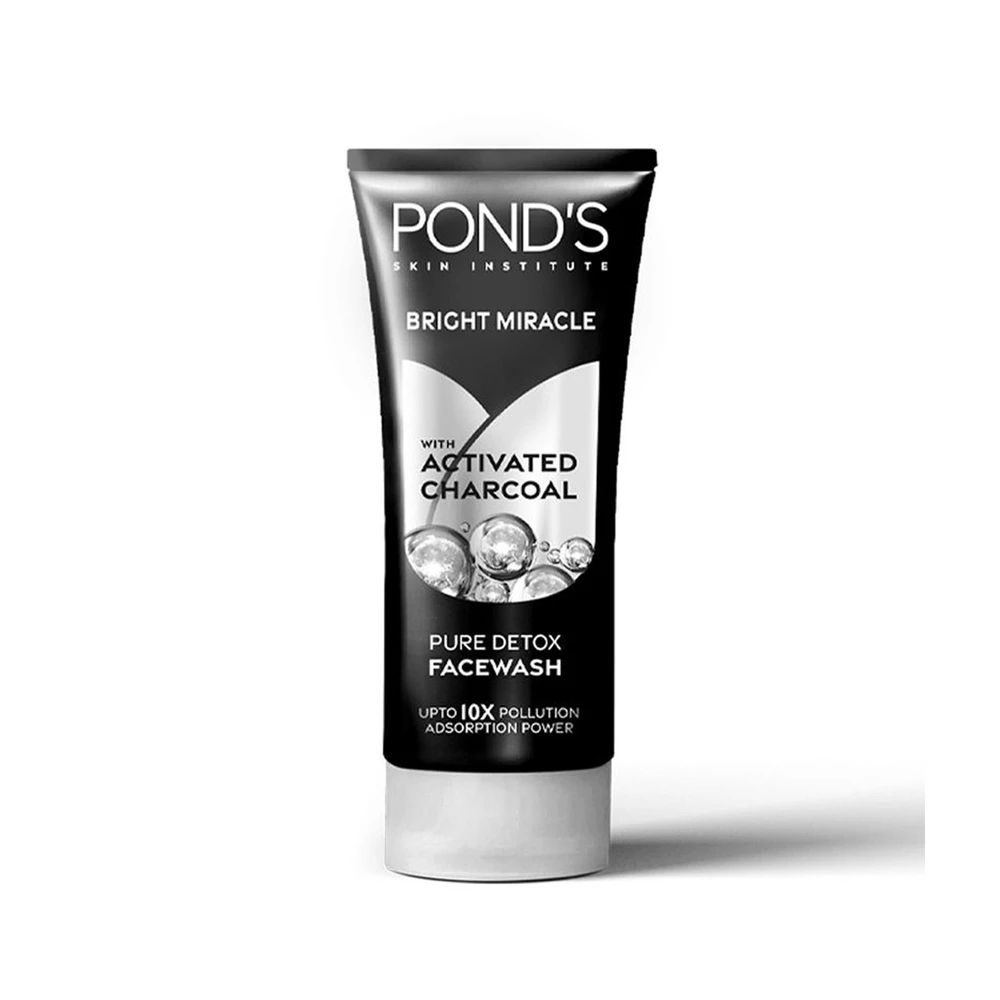 POND'S
SKIN INSTITUTE
BRIGHT MIRACLE
WITH
ACTIVATED
CHARCOAL
PURE DETOX
FACEWASH
UPTO 10X POLLUTION
ADSORPTION POWER